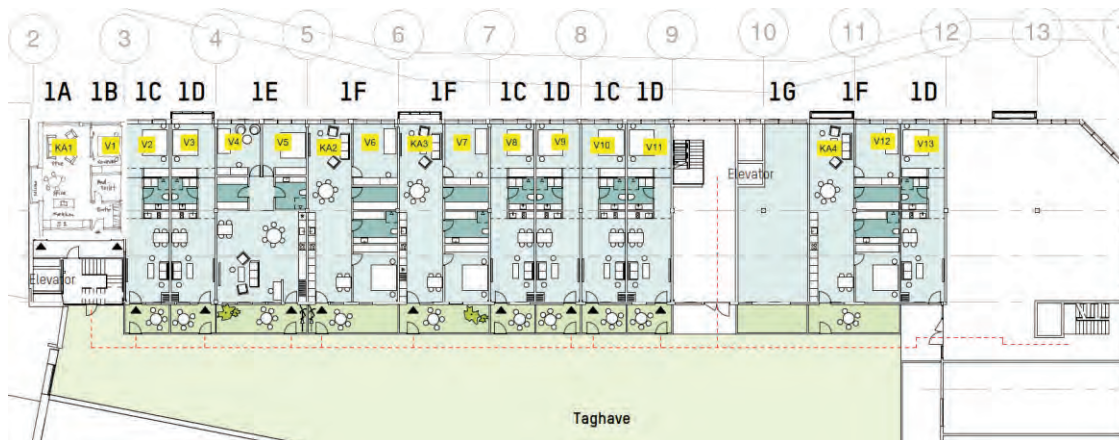 2 3 4 5 6 7 8 9 10 11 12 13
1A 1B 1C 1D 1E 1F 1F 1C 1D 1C 1D 1G 1F 1D
KA1 V1 V2 V3 V4 V5 KA2 V6 KA3 V7 V8 V9 V10 V11 KA4 V12 V13
Elevator
Elevator
Taghave